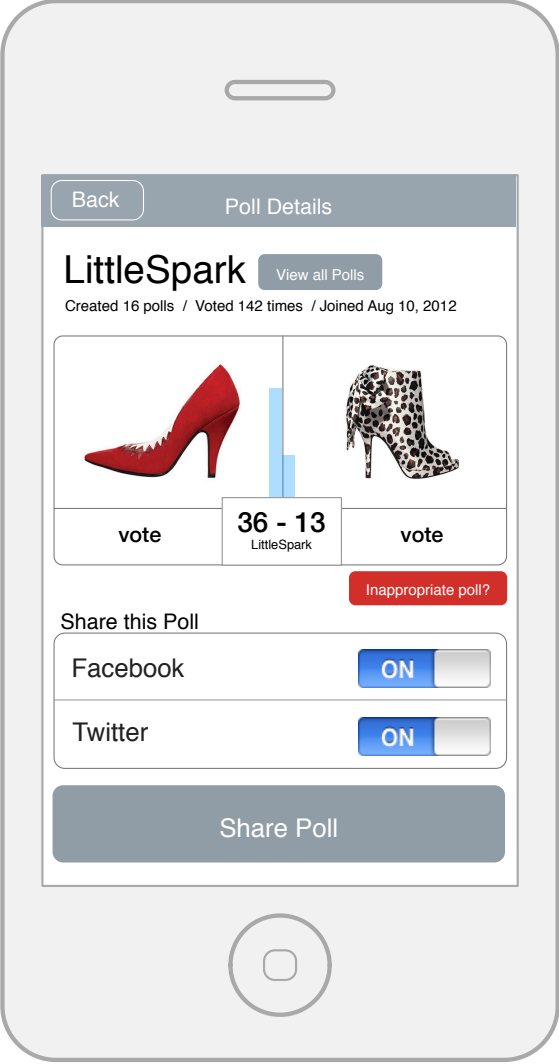 Back
Poll Details
LittleSpark
View all Polls
Created 16 polls / Voted 142 times / Joined Aug 10, 2012
vote
36 - 13
LittleSpark
vote
Inappropriate poll?
Share this Poll
Facebook
ON
Twitter
ON
Share Poll